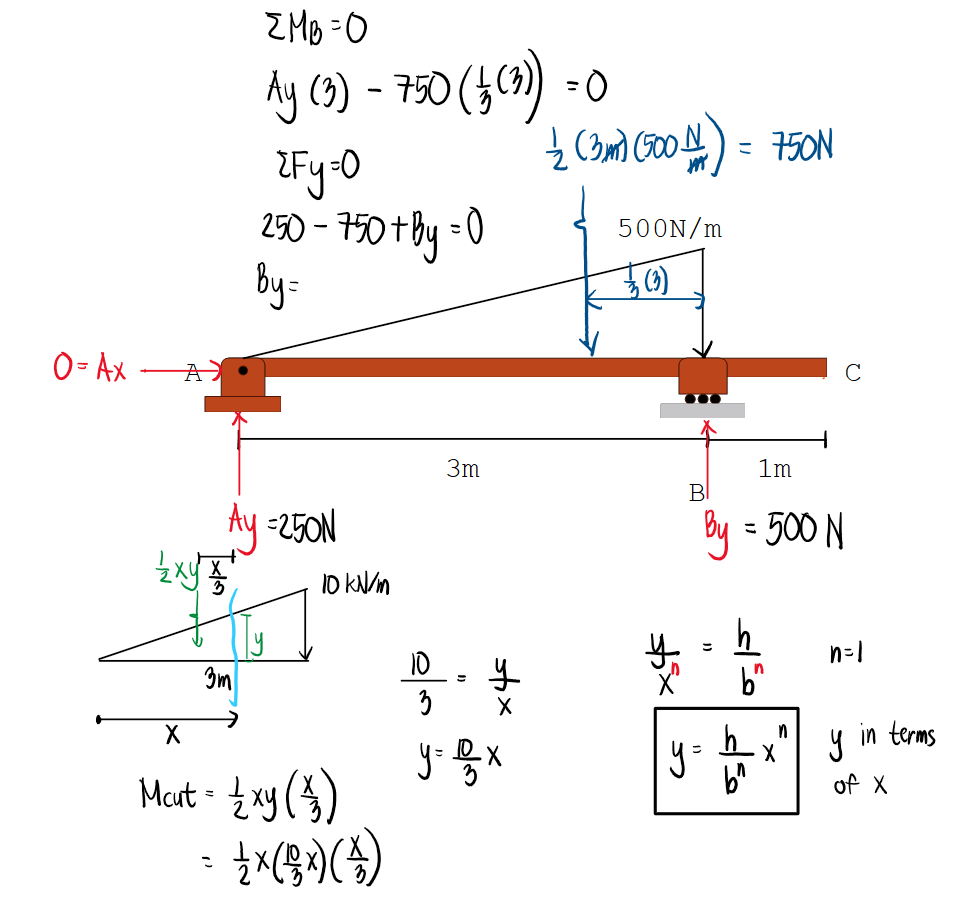 ΣMB=0
Ay (3) - 750 (1/3 (3)) = 0
1/2 (3m) (500 N/m) = 750N
ΣFy=0
250 - 750 + By = 0
500N/m
By=
1/3 (3)
0= Ax
A
C
3m
1m
B
Ay =250N
By = 500 N
1/2 xy
x/3
10 kN/m
y
3m
x
10/3 = y/x
y= 10/3 x
y/x^n = h/b^n
n=1
y = h/b^n x^n
y in terms
of x
Mcut = 1/2 xy (x/3)
= 1/2 x (10/3 x) (x/3)